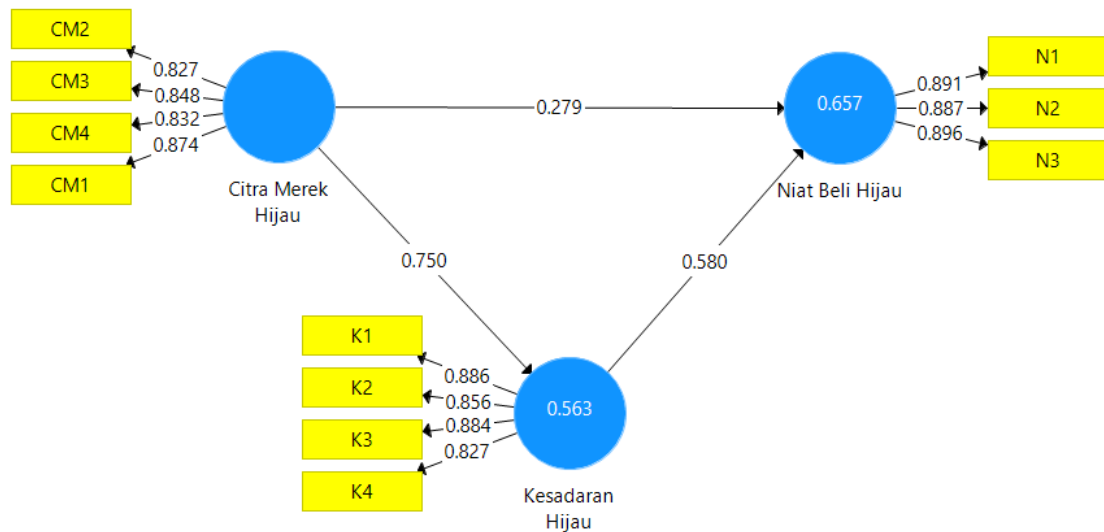 CM2
CM3
CM4
CM1
0.827
0.848
0.832
0.874
Citra Merek
Hijau
0.279
0.657
Niat Beli Hijau
0.891
0.887
0.896
N1
N2
N3
0.750
0.580
K1
K2
K3
K4
0.886
0.856
0.884
0.827
0.563
Kesadaran
Hijau